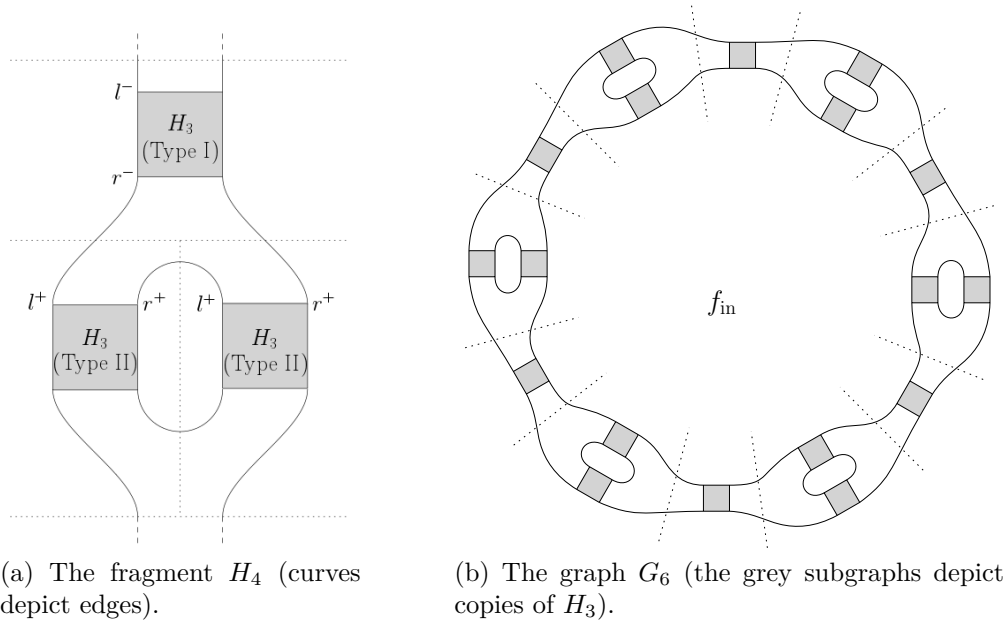 l⁻
H₃
(Type I)
r⁻
l⁺ r⁺ l⁺ r⁺
H₃ H₃
(Type II) (Type II)
f_in
(a) The fragment H₄ (curves
depict edges).
(b) The graph G₆ (the grey subgraphs depict
copies of H₃).